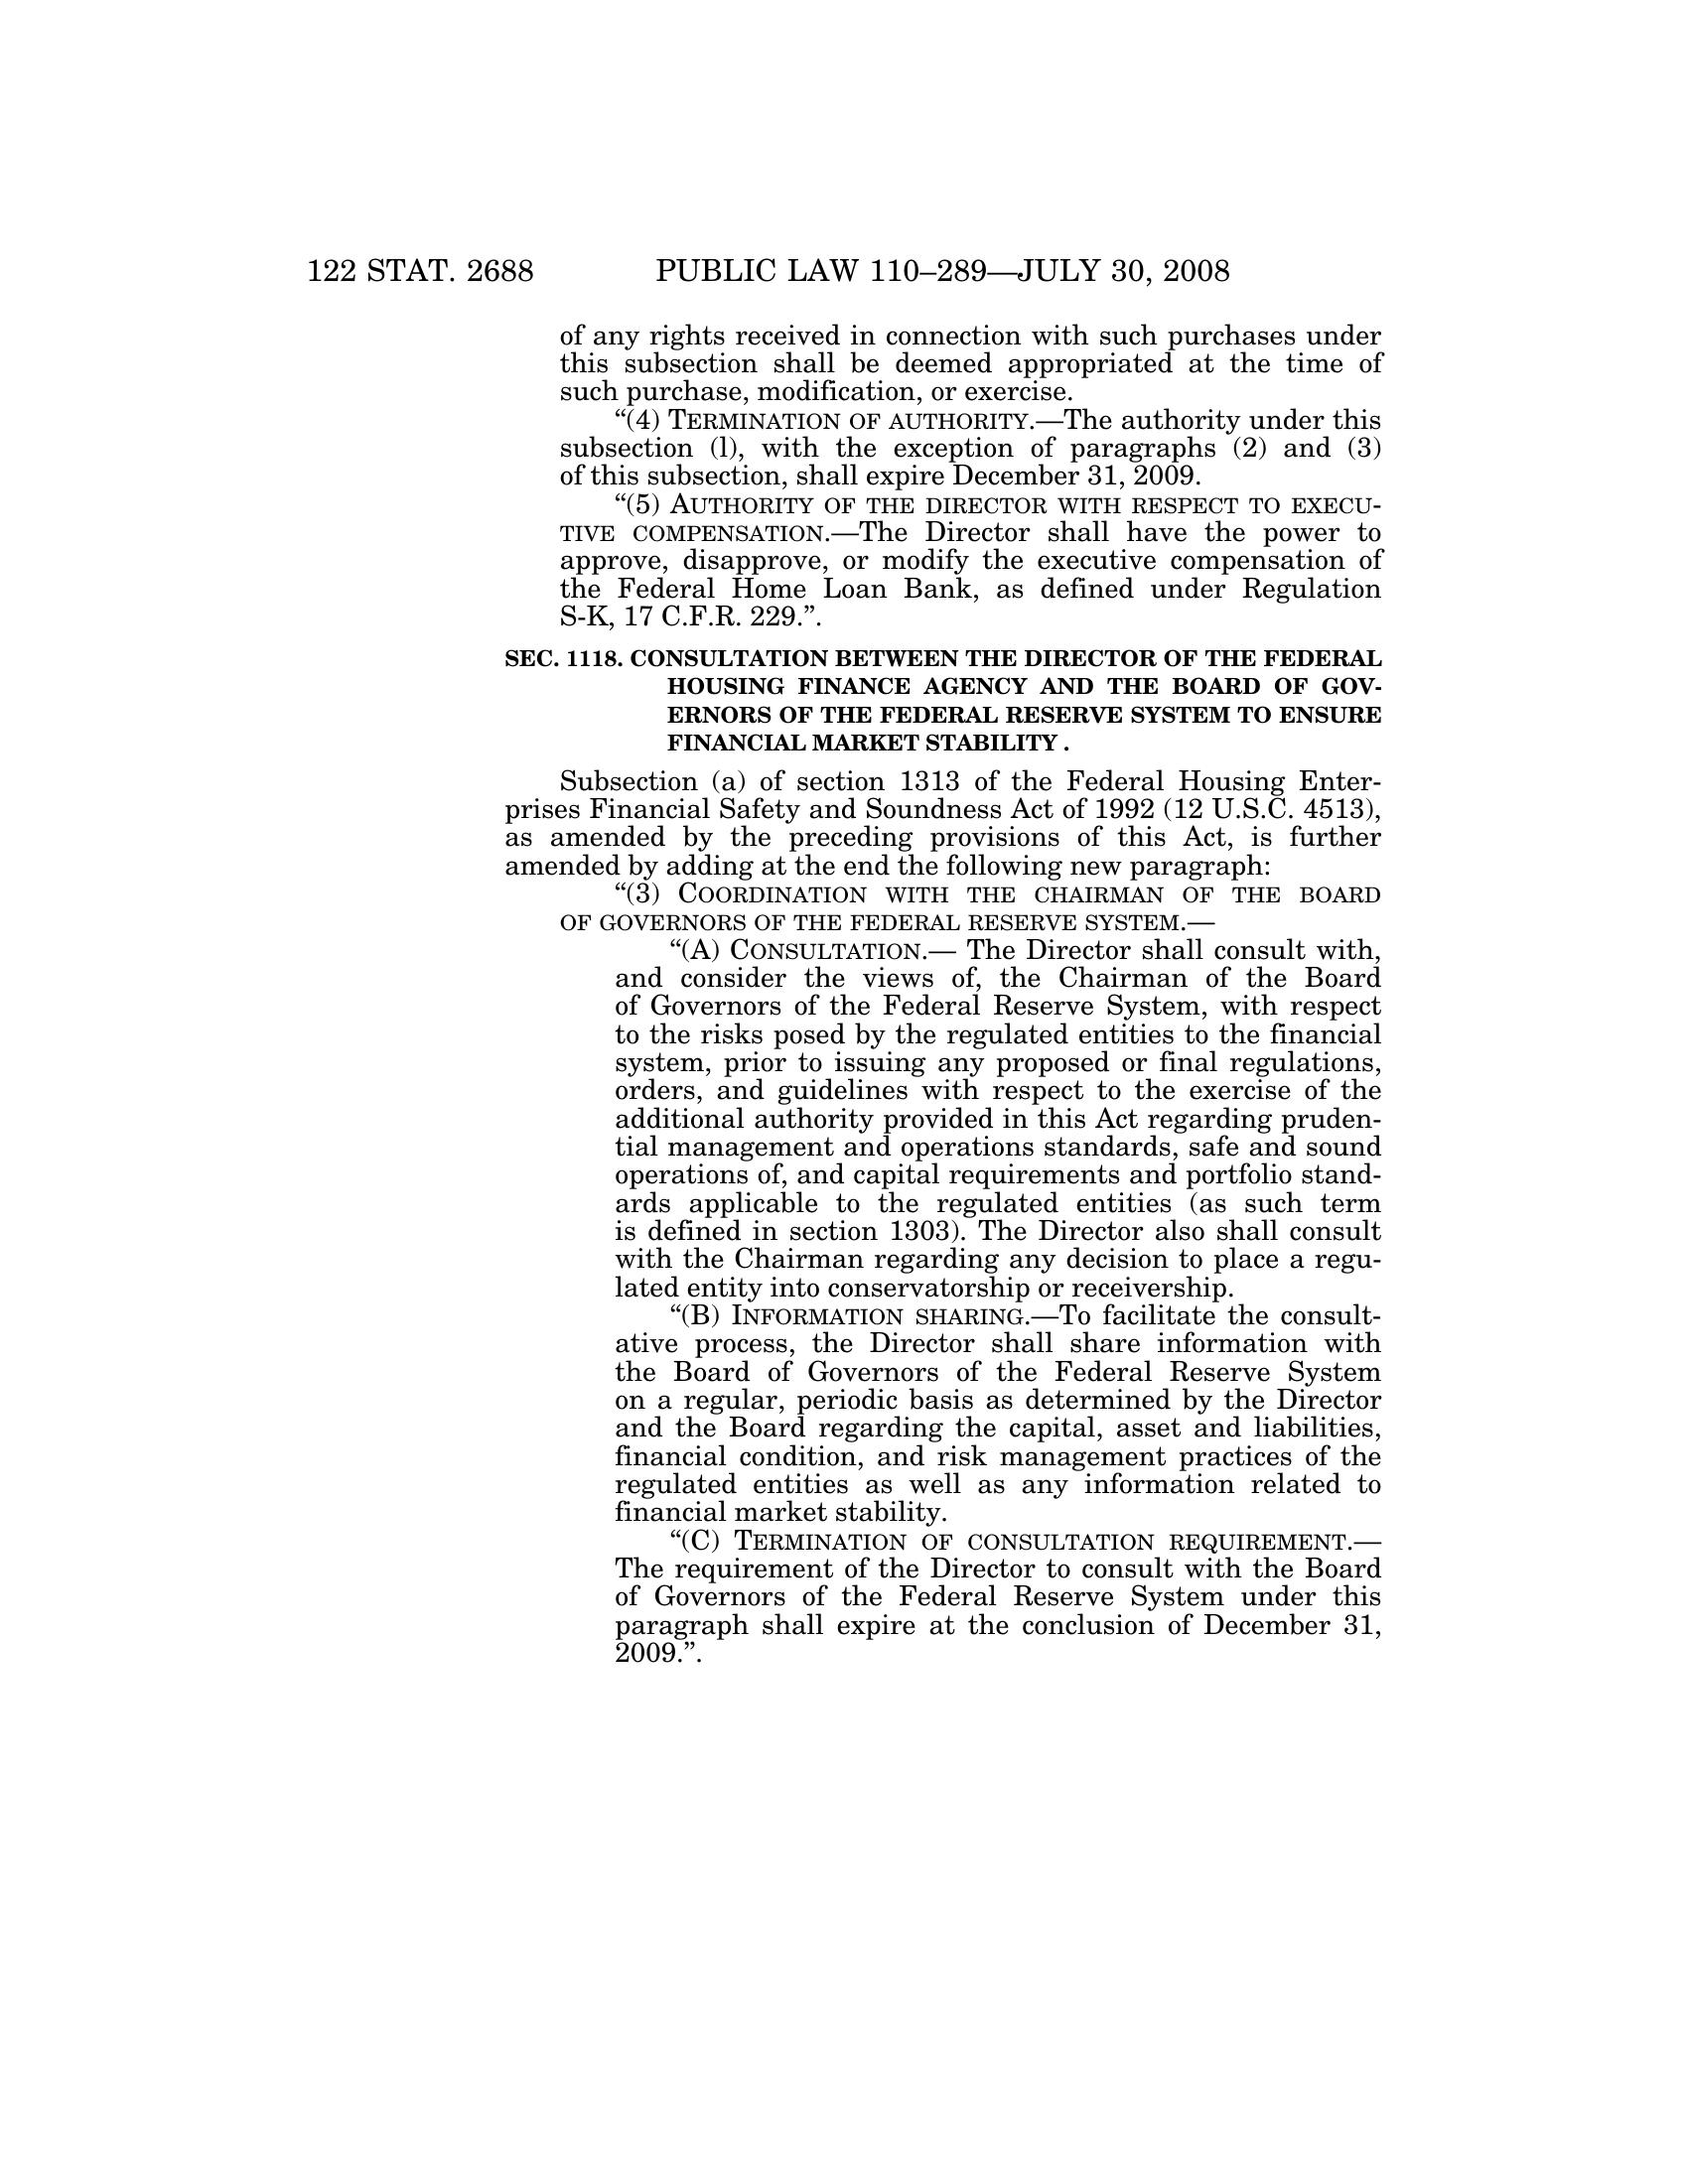 122 STAT. 2688 PUBLIC LAW 110–289—JULY 30, 2008
of any rights received in connection with such purchases under
this subsection shall be deemed appropriated at the time of
such purchase, modification, or exercise.
“(4) TERMINATION OF AUTHORITY.—The authority under this
subsection (l), with the exception of paragraphs (2) and (3)
of this subsection, shall expire December 31, 2009.
“(5) AUTHORITY OF THE DIRECTOR WITH RESPECT TO EXECU-
TIVE COMPENSATION.—The Director shall have the power to
approve, disapprove, or modify the executive compensation of
the Federal Home Loan Bank, as defined under Regulation
S-K, 17 C.F.R. 229.”.
SEC. 1118. CONSULTATION BETWEEN THE DIRECTOR OF THE FEDERAL
HOUSING FINANCE AGENCY AND THE BOARD OF GOV-
ERNORS OF THE FEDERAL RESERVE SYSTEM TO ENSURE
FINANCIAL MARKET STABILITY .
Subsection (a) of section 1313 of the Federal Housing Enter-
prises Financial Safety and Soundness Act of 1992 (12 U.S.C. 4513),
as amended by the preceding provisions of this Act, is further
amended by adding at the end the following new paragraph:
“(3) COORDINATION WITH THE CHAIRMAN OF THE BOARD
OF GOVERNORS OF THE FEDERAL RESERVE SYSTEM.—
“(A) CONSULTATION.— The Director shall consult with,
and consider the views of, the Chairman of the Board
of Governors of the Federal Reserve System, with respect
to the risks posed by the regulated entities to the financial
system, prior to issuing any proposed or final regulations,
orders, and guidelines with respect to the exercise of the
additional authority provided in this Act regarding pruden-
tial management and operations standards, safe and sound
operations of, and capital requirements and portfolio stand-
ards applicable to the regulated entities (as such term
is defined in section 1303). The Director also shall consult
with the Chairman regarding any decision to place a regu-
lated entity into conservatorship or receivership.
“(B) INFORMATION SHARING.—To facilitate the consult-
ative process, the Director shall share information with
the Board of Governors of the Federal Reserve System
on a regular, periodic basis as determined by the Director
and the Board regarding the capital, asset and liabilities,
financial condition, and risk management practices of the
regulated entities as well as any information related to
financial market stability.
“(C) TERMINATION OF CONSULTATION REQUIREMENT.—
The requirement of the Director to consult with the Board
of Governors of the Federal Reserve System under this
paragraph shall expire at the conclusion of December 31,
2009.”.